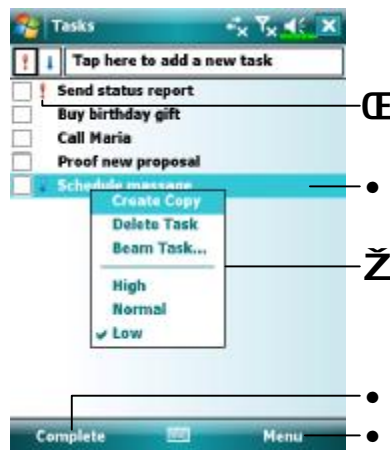 Tasks
Tap here to add a new task
Send status report
Œ
Buy birthday gift
Call Maria
Proof new proposal
Schedule massage
•
Create Copy
Delete Task
Beam Task...
Ž
High
Normal
Low
•
Complete
Menu
•